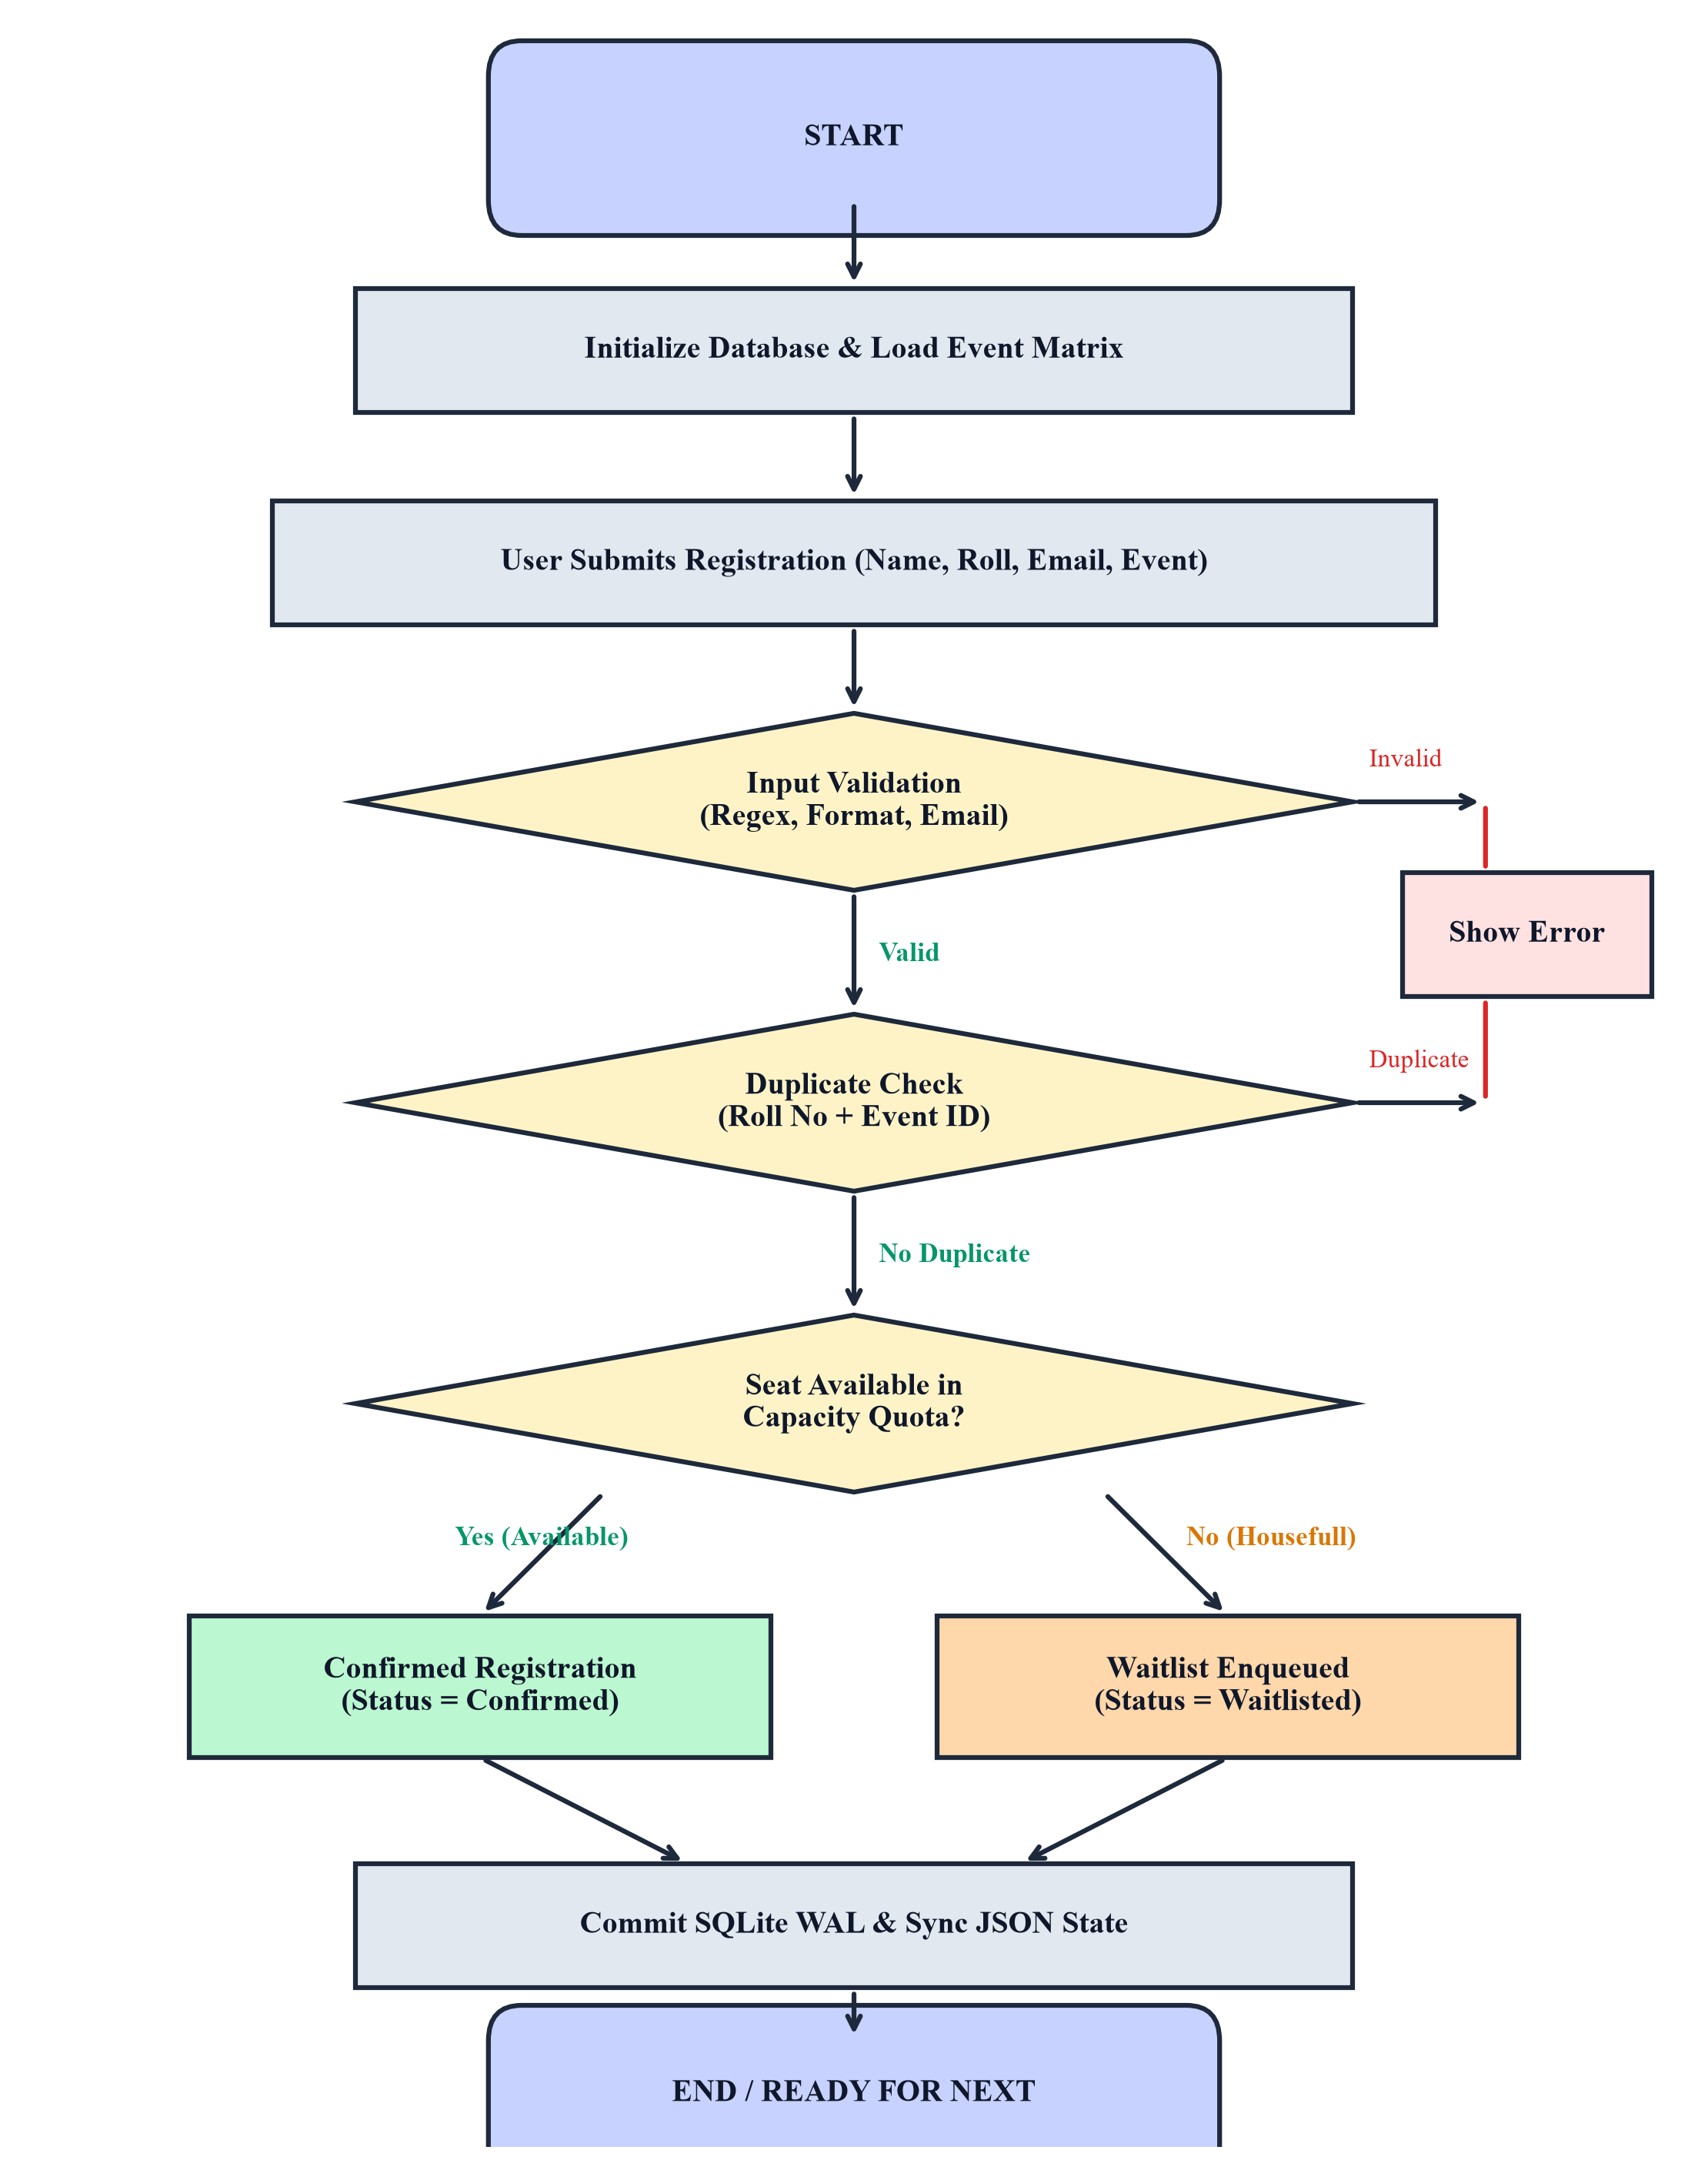 START
Initialize Database & Load Event Matrix
User Submits Registration (Name, Roll, Email, Event)
Input Validation
(Regex, Format, Email)
Invalid
Show Error
Valid
Duplicate Check
(Roll No + Event ID)
Duplicate
No Duplicate
Seat Available in
Capacity Quota?
Yes (Available)
No (Housefull)
Confirmed Registration
(Status = Confirmed)
Waitlist Enqueued
(Status = Waitlisted)
Commit SQLite WAL & Sync JSON State
END / READY FOR NEXT